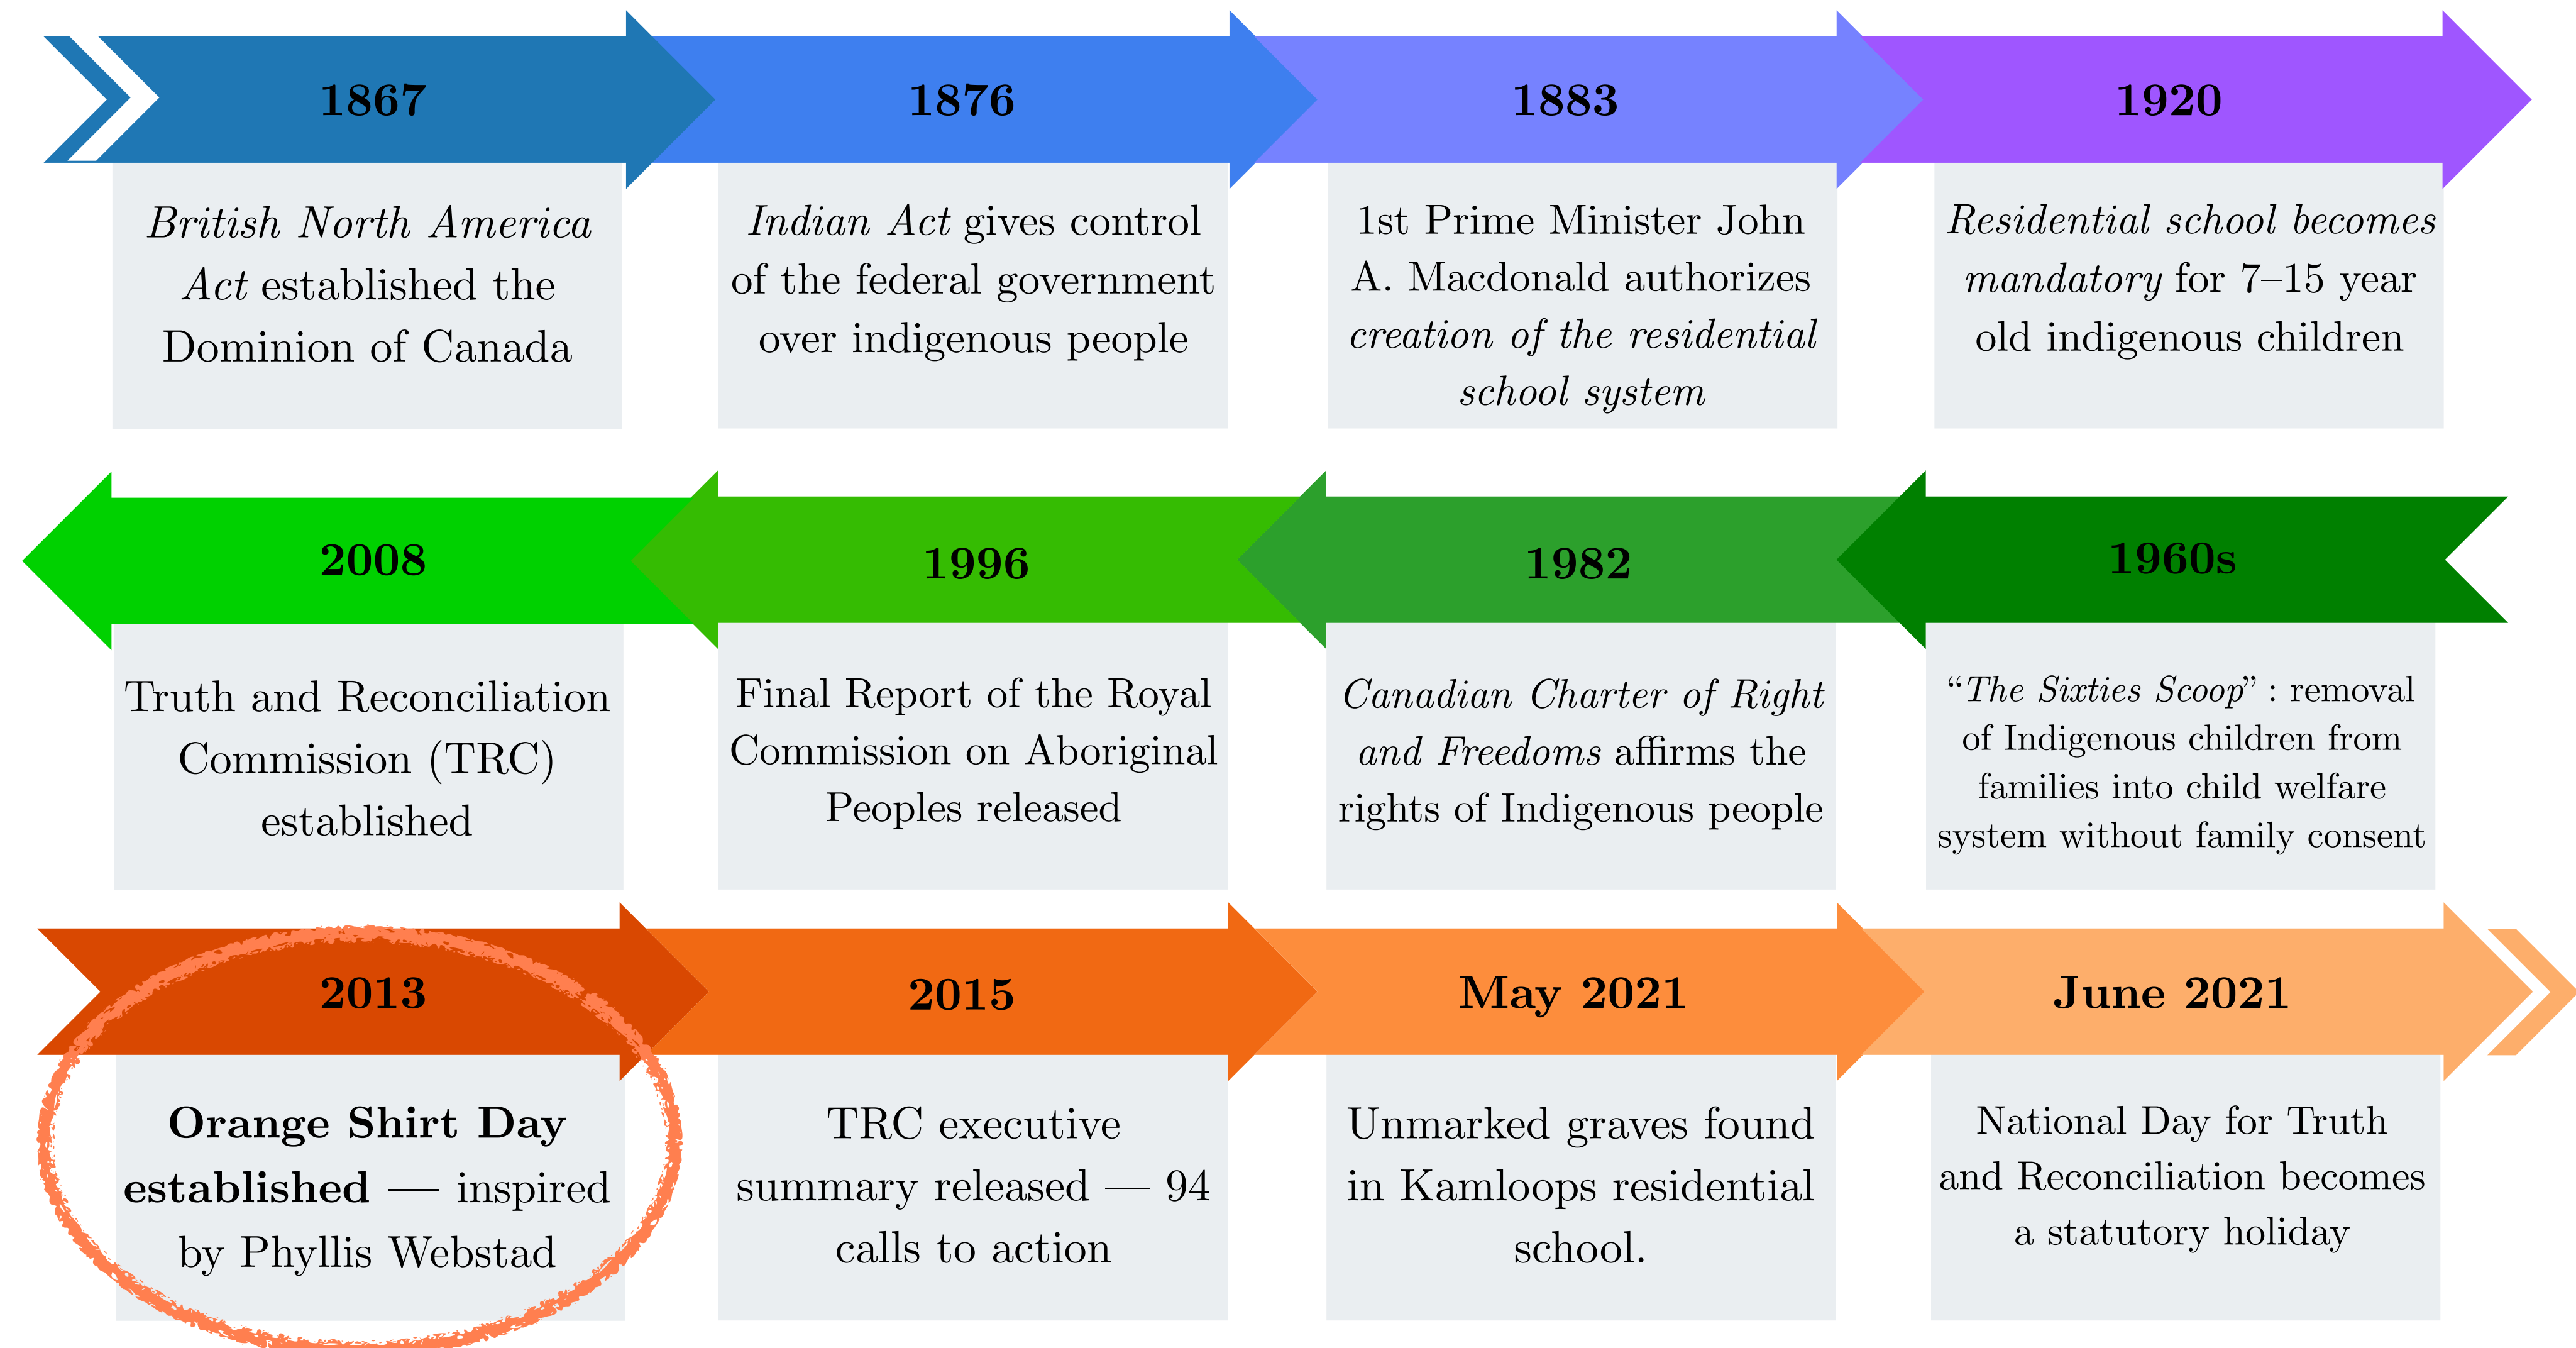 1867
British North America
Act established the
Dominion of Canada
1876
Indian Act gives control
of the federal government
over indigenous people
1883
1st Prime Minister John
A. Macdonald authorizes
creation of the residential
school system
1920
Residential school becomes
mandatory for 7–15 year
old indigenous children
1960s
“The Sixties Scoop” : removal
of Indigenous children from
families into child welfare
system without family consent
1982
Canadian Charter of Right
and Freedoms affirms the
rights of Indigenous people
1996
Final Report of the Royal
Commission on Aboriginal
Peoples released
2008
Truth and Reconciliation
Commission (TRC)
established
2013
Orange Shirt Day
established — inspired
by Phyllis Webstad
2015
TRC executive
summary released — 94
calls to action
May 2021
Unmarked graves found
in Kamloops residential
school.
June 2021
National Day for Truth
and Reconciliation becomes
a statutory holiday